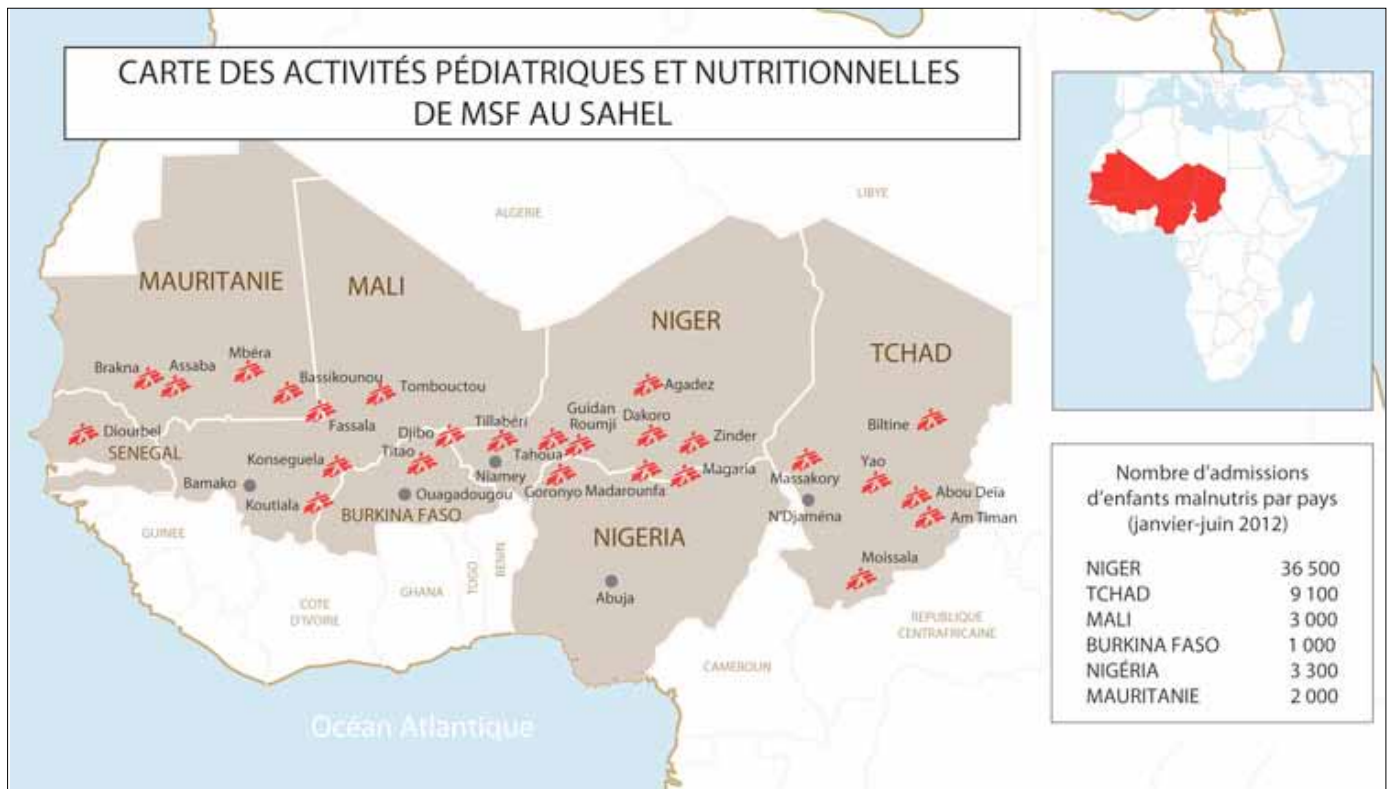 CARTE DES ACTIVITÉS PÉDIATRIQUES ET NUTRITIONNELLES
DE MSF AU SAHEL
ALGERIE
LIBYE
MAURITANIE
MALI
NIGER
TCHAD
Mbéra
Brakna
Assaba
Bassikounou
Tombouctou
Agadez
Fassala
Diourbel
SENEGAL
Djibo
Tillabéri
Guidan
Roumji
Dakoro
Zinder
Biltine
Titao
Tahoua
Konseguela
Niamey
Magaria
Massakory
Yao
Bamako
Ouagadougou
Goronyo
Madarounfa
Abou Deïa
Koutiala
BURKINA FASO
N'Djaména
Am Timan
GUINEE
NIGERIA
Moissala
BENIN
TOGO
GHANA
Abuja
COTE
D'IVOIRE
REPUBLIQUE
CENTRAFRICAINE
CAMEROUN
Océan Atlantique
Nombre d'admissions
d'enfants malnutris par pays
(janvier-juin 2012)
NIGER 36 500
TCHAD 9 100
MALI 3 000
BURKINA FASO 1 000
NIGÉRIA 3 300
MAURITANIE 2 000